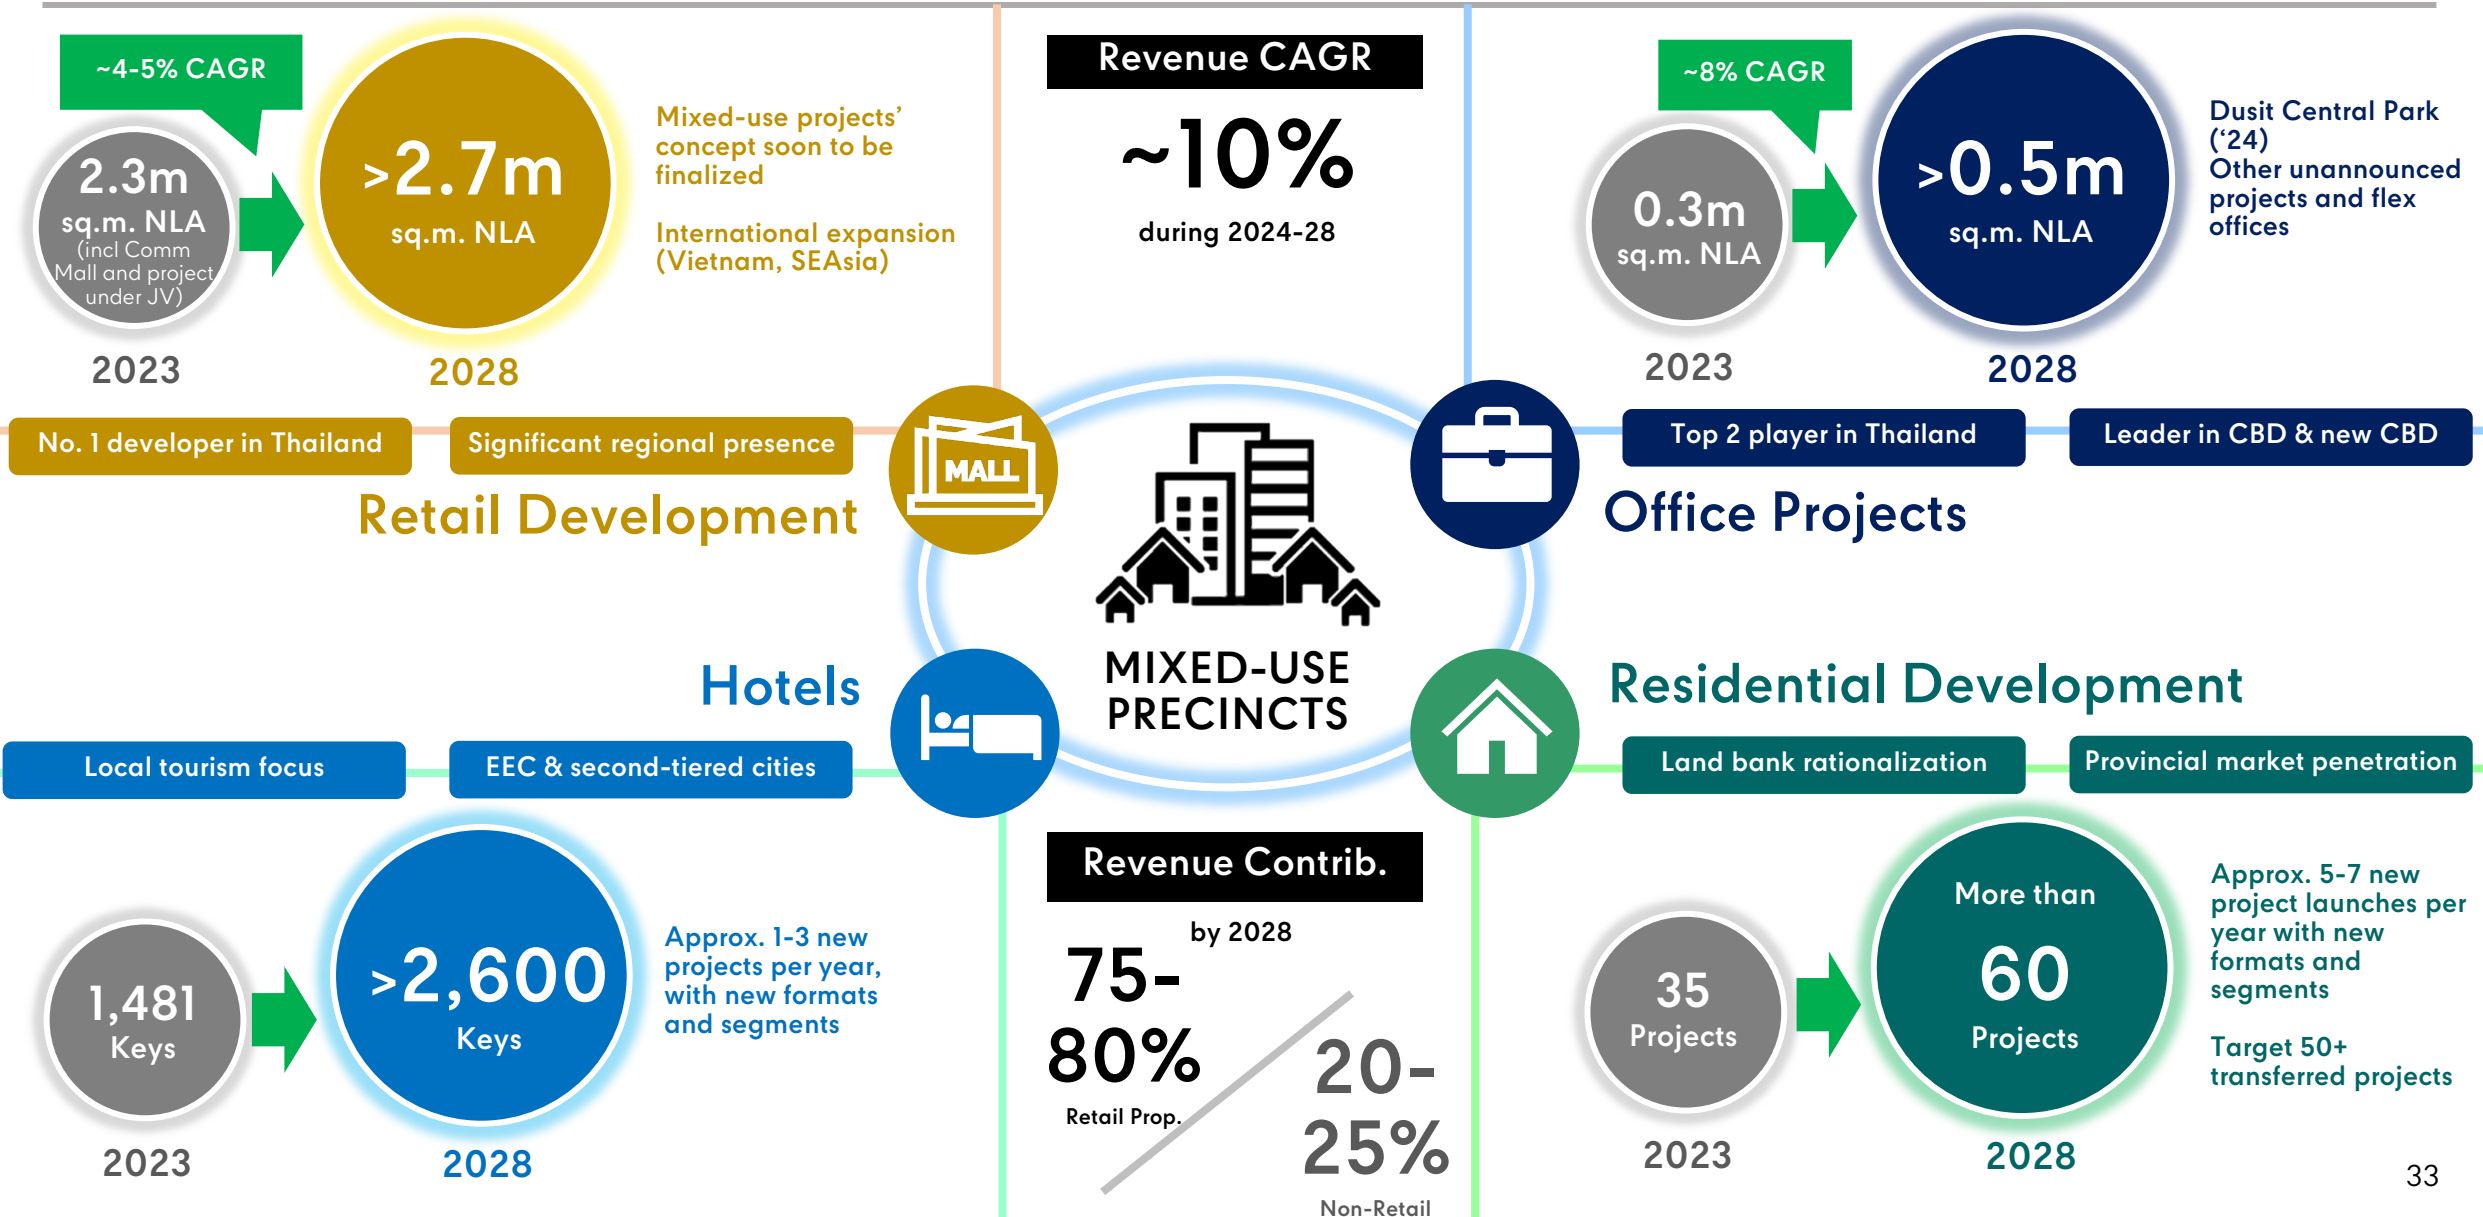 ~4-5% CAGR
2.3m
sq.m. NLA
(incl Comm
Mall and project
under JV)
2023
>2.7m
sq.m. NLA
2028
Mixed-use projects’
concept soon to be
finalized
International expansion
(Vietnam, SEAsia)
No. 1 developer in Thailand
Significant regional presence
Retail Development
MALL
Revenue CAGR
~10%
during 2024-28
~8% CAGR
0.3m
sq.m. NLA
2023
>0.5m
sq.m. NLA
2028
Dusit Central Park
(‘24)
Other unannounced
projects and flex
offices
Top 2 player in Thailand
Leader in CBD & new CBD
Office Projects
MIXED-USE
PRECINCTS
Hotels
Local tourism focus
EEC & second-tiered cities
1,481
Keys
2023
>2,600
Keys
2028
Approx. 1-3 new
projects per year,
with new formats
and segments
Revenue Contrib.
by 2028
75-
80%
Retail Prop.
20-
25%
Non-Retail
Residential Development
Land bank rationalization
Provincial market penetration
35
Projects
2023
More than
60
Projects
2028
Approx. 5-7 new
project launches per
year with new
formats and
segments
Target 50+
transferred projects
33